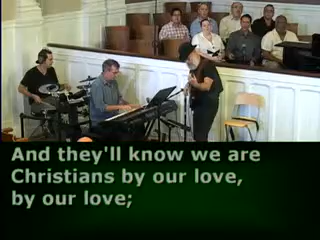 And they'll know we are
Christians by our love,
by our love;